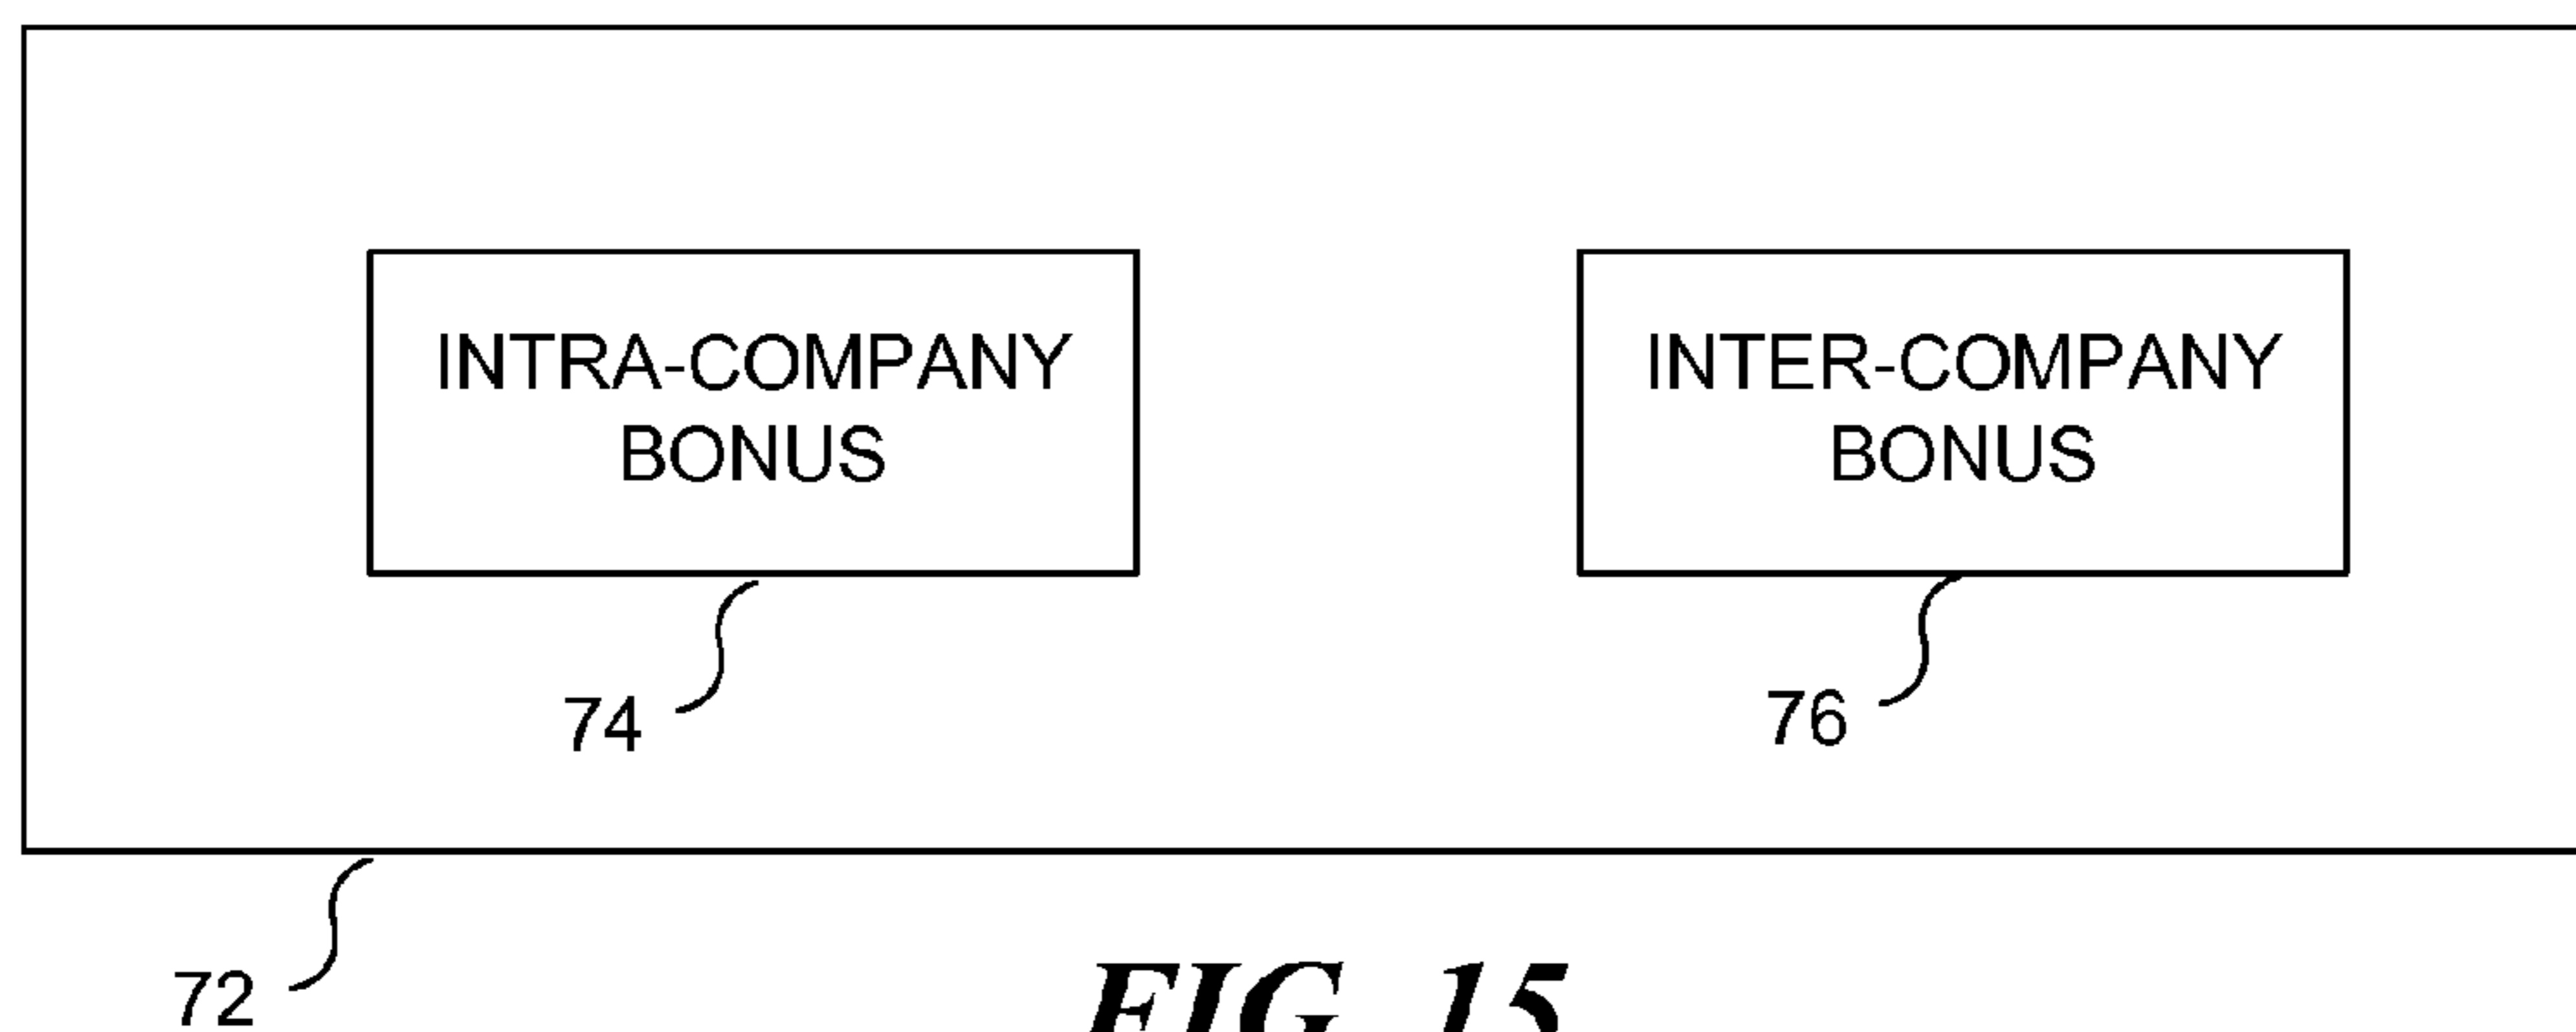 INTRA-COMPANY
BONUS
INTER-COMPANY
BONUS
74
76
72
FIG. 15